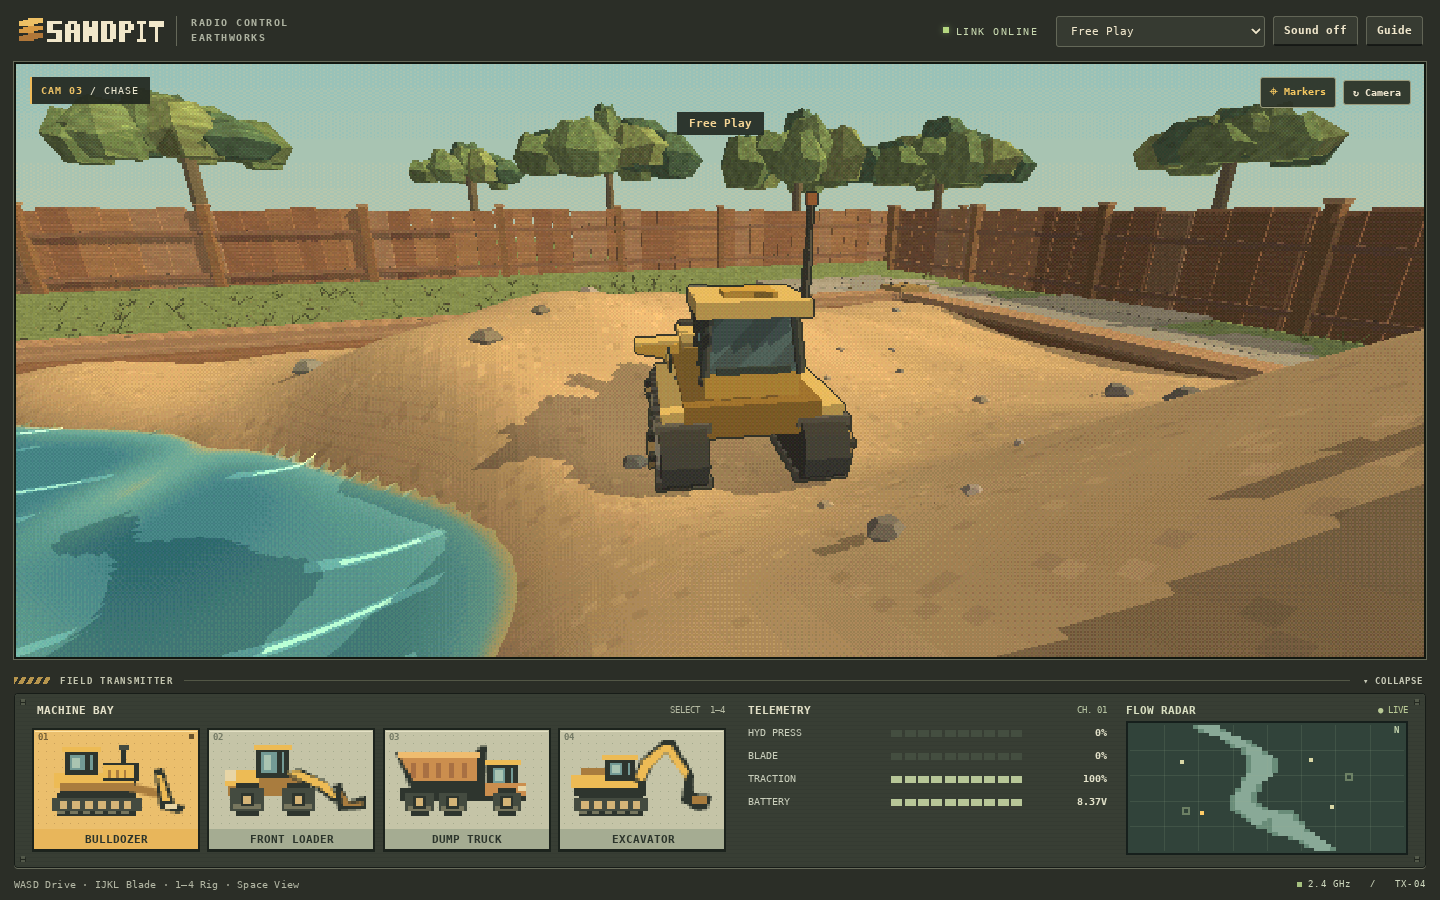 SANDPIT
RADIO CONTROL
EARTHWORKS
LINK ONLINE
Free Play
Sound off
Guide
CAM 03 / CHASE
Free Play
⌖ Markers
↻ Camera
FIELD TRANSMITTER
▾ COLLAPSE
MACHINE BAY
SELECT 1–4
01
BULLDOZER
02
FRONT LOADER
03
DUMP TRUCK
04
EXCAVATOR
TELEMETRY
CH. 01
HYD PRESS 0%
BLADE 0%
TRACTION 100%
BATTERY 8.37V
FLOW RADAR
● LIVE
N
WASD Drive · IJKL Blade · 1–4 Rig · Space View
2.4 GHz / TX-04